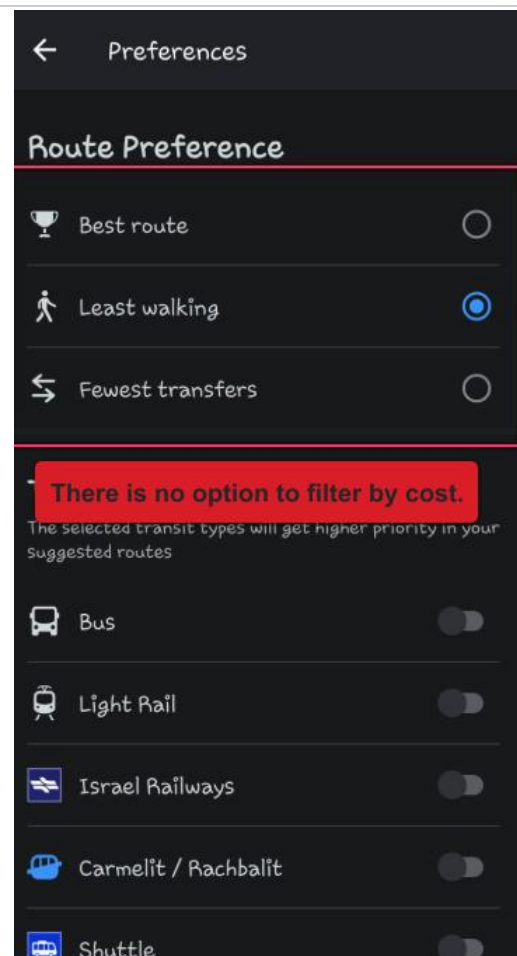 Preferences
Route Preference
Best route
Least walking
Fewest transfers
There is no option to filter by cost.
The selected transit types will get higher priority in your
suggested routes
Bus
Light Rail
Israel Railways
Carmelit / Rachbalit
Shuttle